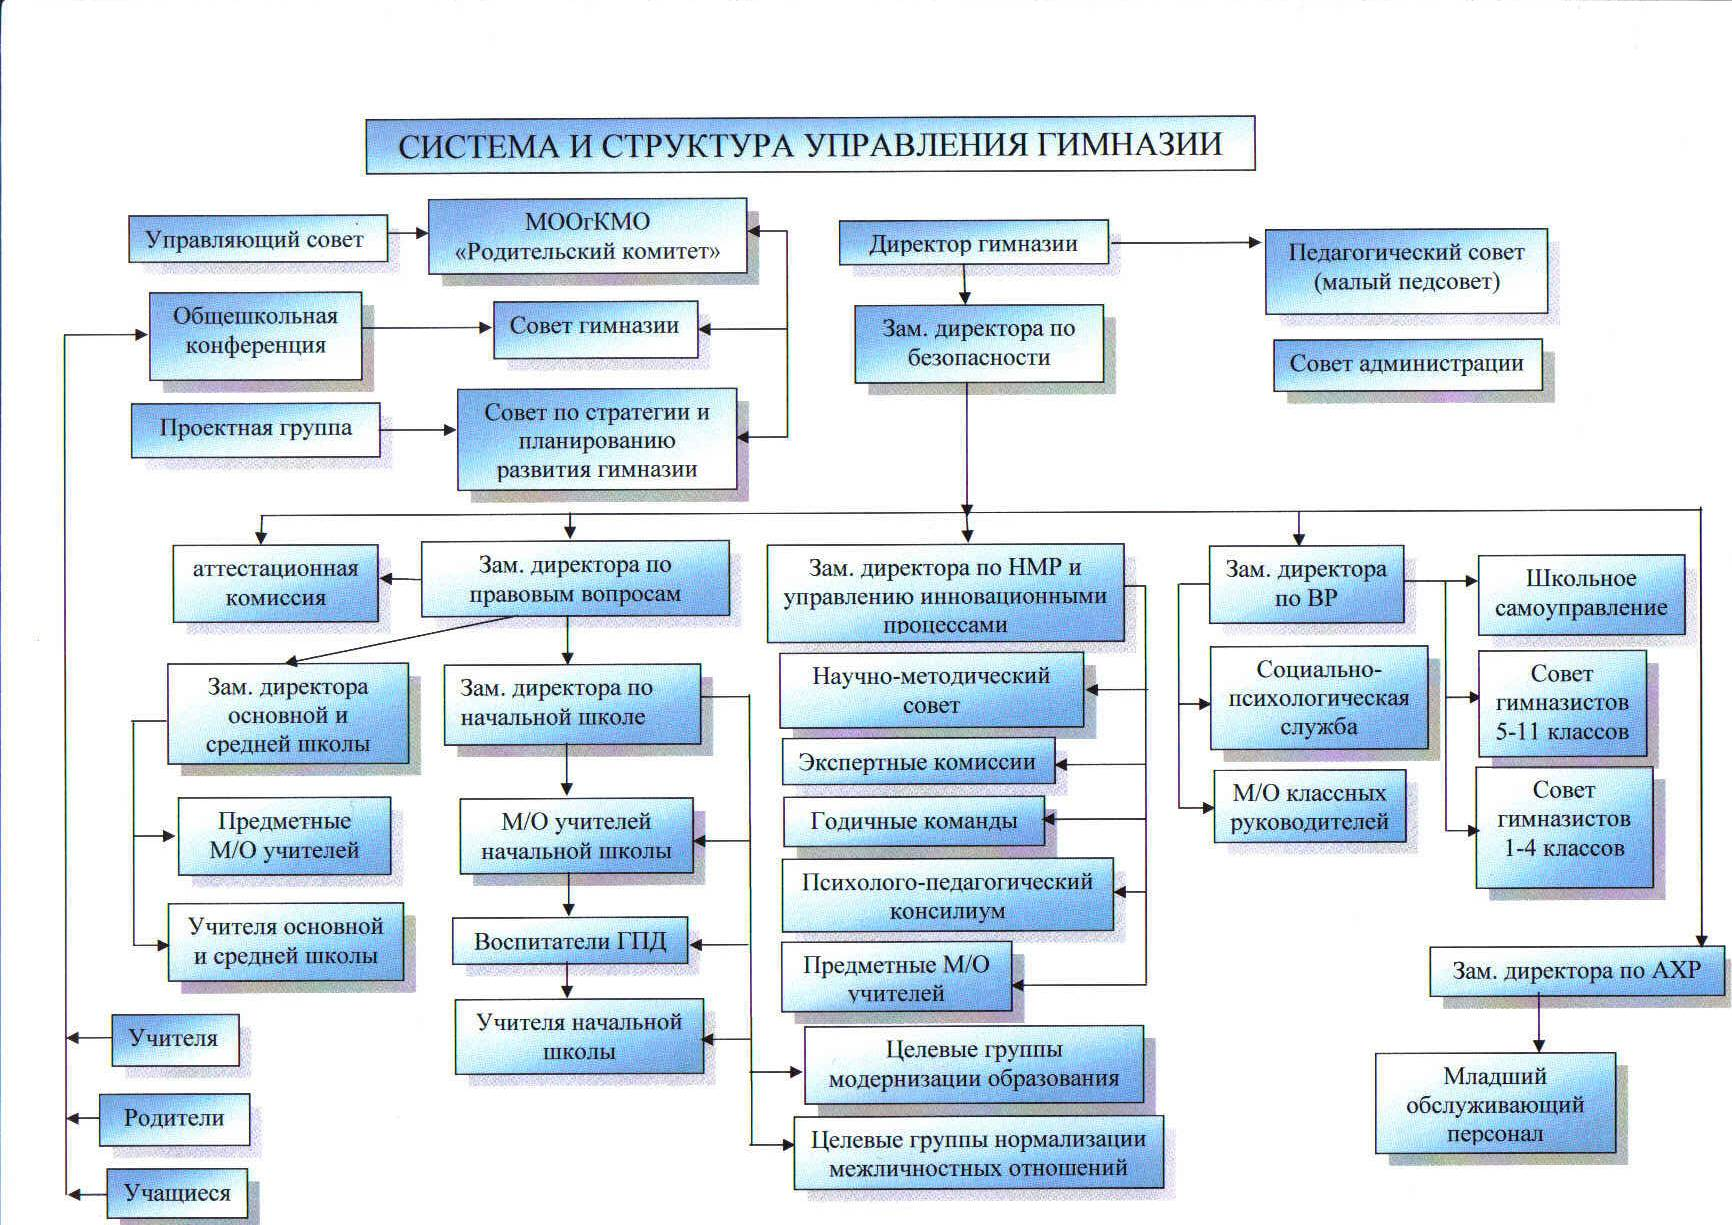 СИСТЕМА И СТРУКТУРА УПРАВЛЕНИЯ ГИМНАЗИИ
Управляющий совет
МООгКМО
«Родительский комитет»
Директор гимназии
Педагогический совет
(малый педсовет)
Общешкольная
конференция
Совет гимназии
Зам. директора по
безопасности
Совет администрации
Проектная группа
Совет по стратегии и
планированию
развития гимназии
аттестационная
комиссия
Зам. директора по
правовым вопросам
Зам. директора по НМР и
управлению инновационными
процессами
Зам. директора
по ВР
Школьное
самоуправление
Зам. директора
основной и
средней школы
Зам. директора по
начальной школе
Научно-методический
совет
Социально-
психологическая
служба
Совет
гимназистов
5-11 классов
Экспертные комиссии
Предметные
М/О учителей
М/О учителей
начальной школы
Годичные команды
М/О классных
руководителей
Совет
гимназистов
1-4 классов
Психолого-педагогический
консилиум
Учителя основной
и средней школы
Воспитатели ГПД
Предметные М/О
учителей
Зам. директора по АХР
Учителя
Учителя начальной
школы
Целевые группы
модернизации образования
Младший
обслуживающий
персонал
Родители
Целевые группы нормализации
межличностных отношений
Учащиеся